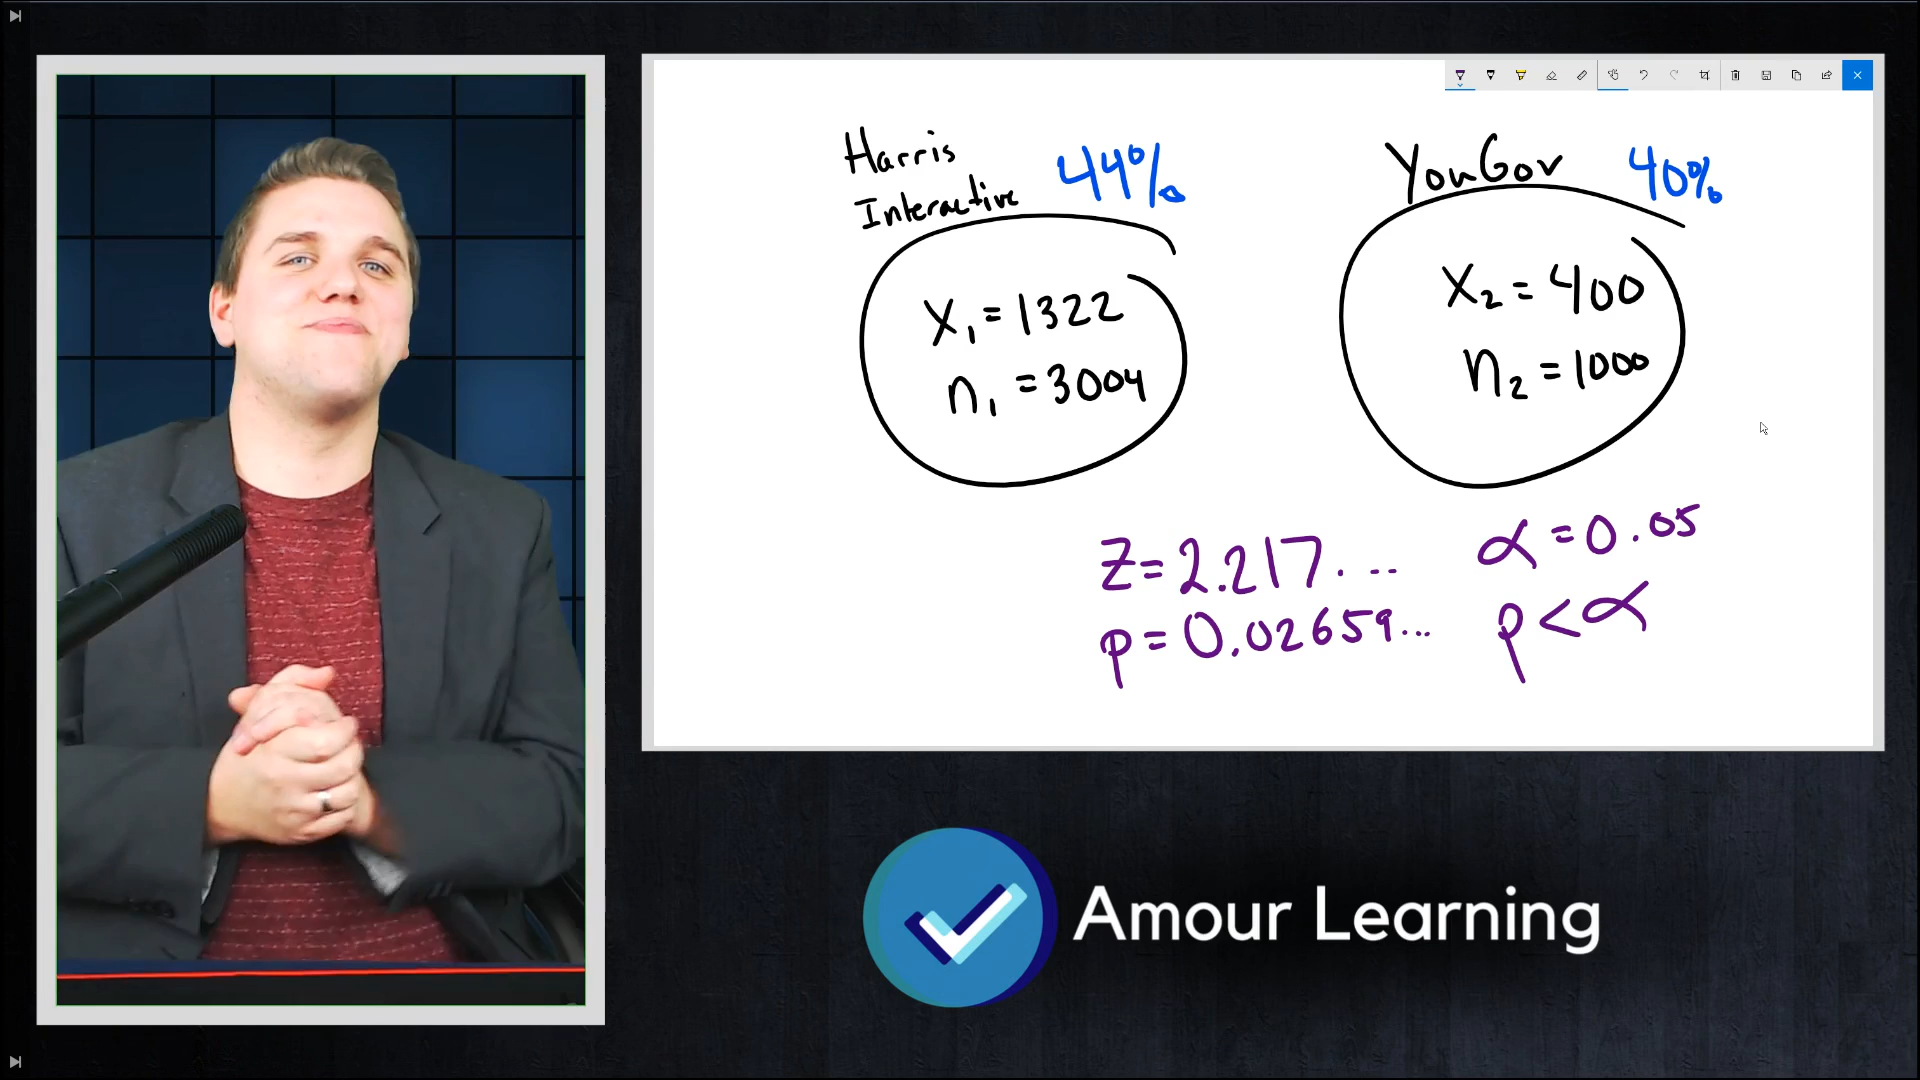 Harris
Interactive 44%
X₁ = 1322
n₁ = 3004
YouGov 40%
X₂ = 400
n₂ = 1000
Z = 2.217....
p = 0.02659...
α = 0.05
p < α
Amour Learning